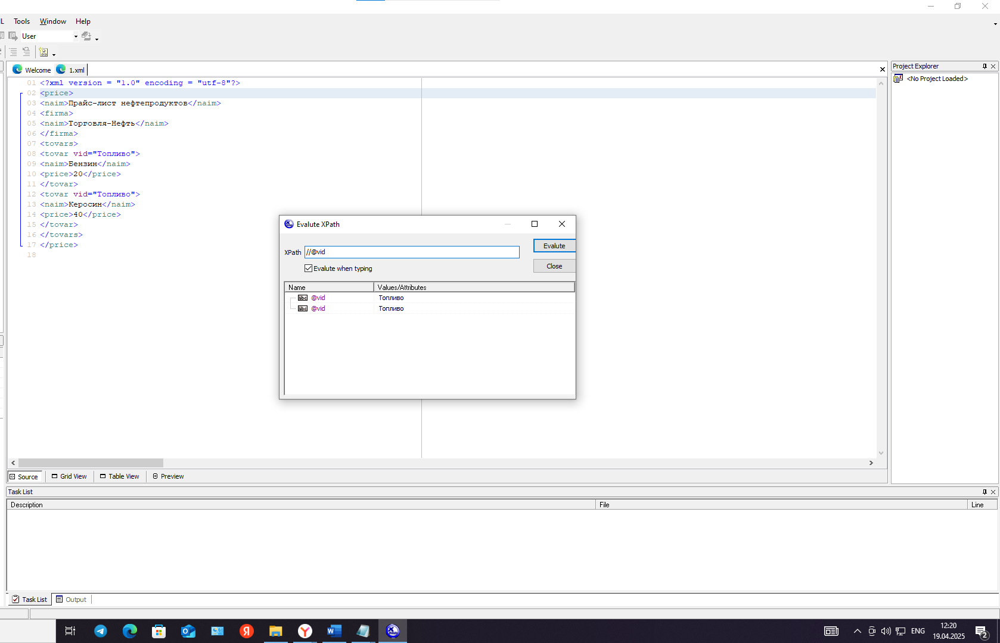 L Tools Window Help
User
Welcome 1.xml
Project Explorer
<No Project Loaded>
01 <?xml version = "1.0" encoding = "utf-8"?>
02 <price>
03 <naim>Прайс-лист нефтепродуктов</naim>
04 <firma>
05 <naim>Торговля-Нефть</naim>
06 </firma>
07 <tovars>
08 <tovar vid="Топливо">
09 <naim>Бензин</naim>
10 <price>20</price>
11 </tovar>
12 <tovar vid="Топливо">
13 <naim>Керосин</naim>
14 <price>40</price>
15 </tovar>
16 </tovars>
17 </price>
18
Evalute XPath
XPath //@vid
Evalute
Evalute when typing
Close
Name Values/Attributes
abc @vid Топливо
abc @vid Топливо
Source Grid View Table View Preview
Task List
Description File Line
Task List Output
ENG
12:20
19.04.2025
2